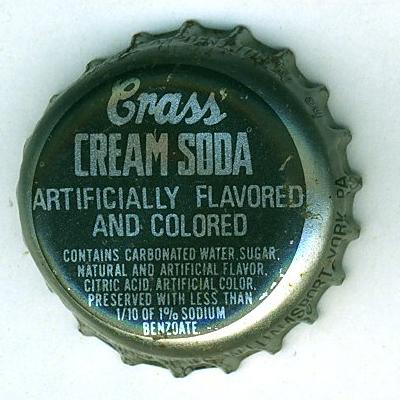 Crass'
CREAM SODA
ARTIFICIALLY FLAVORED
AND COLORED
CONTAINS CARBONATED WATER, SUGAR,
NATURAL AND ARTIFICIAL FLAVOR,
CITRIC ACID, ARTIFICIAL COLOR,
PRESERVED WITH LESS THAN
1/10 OF 1% SODIUM
BENZOATE.
YORK, PA.